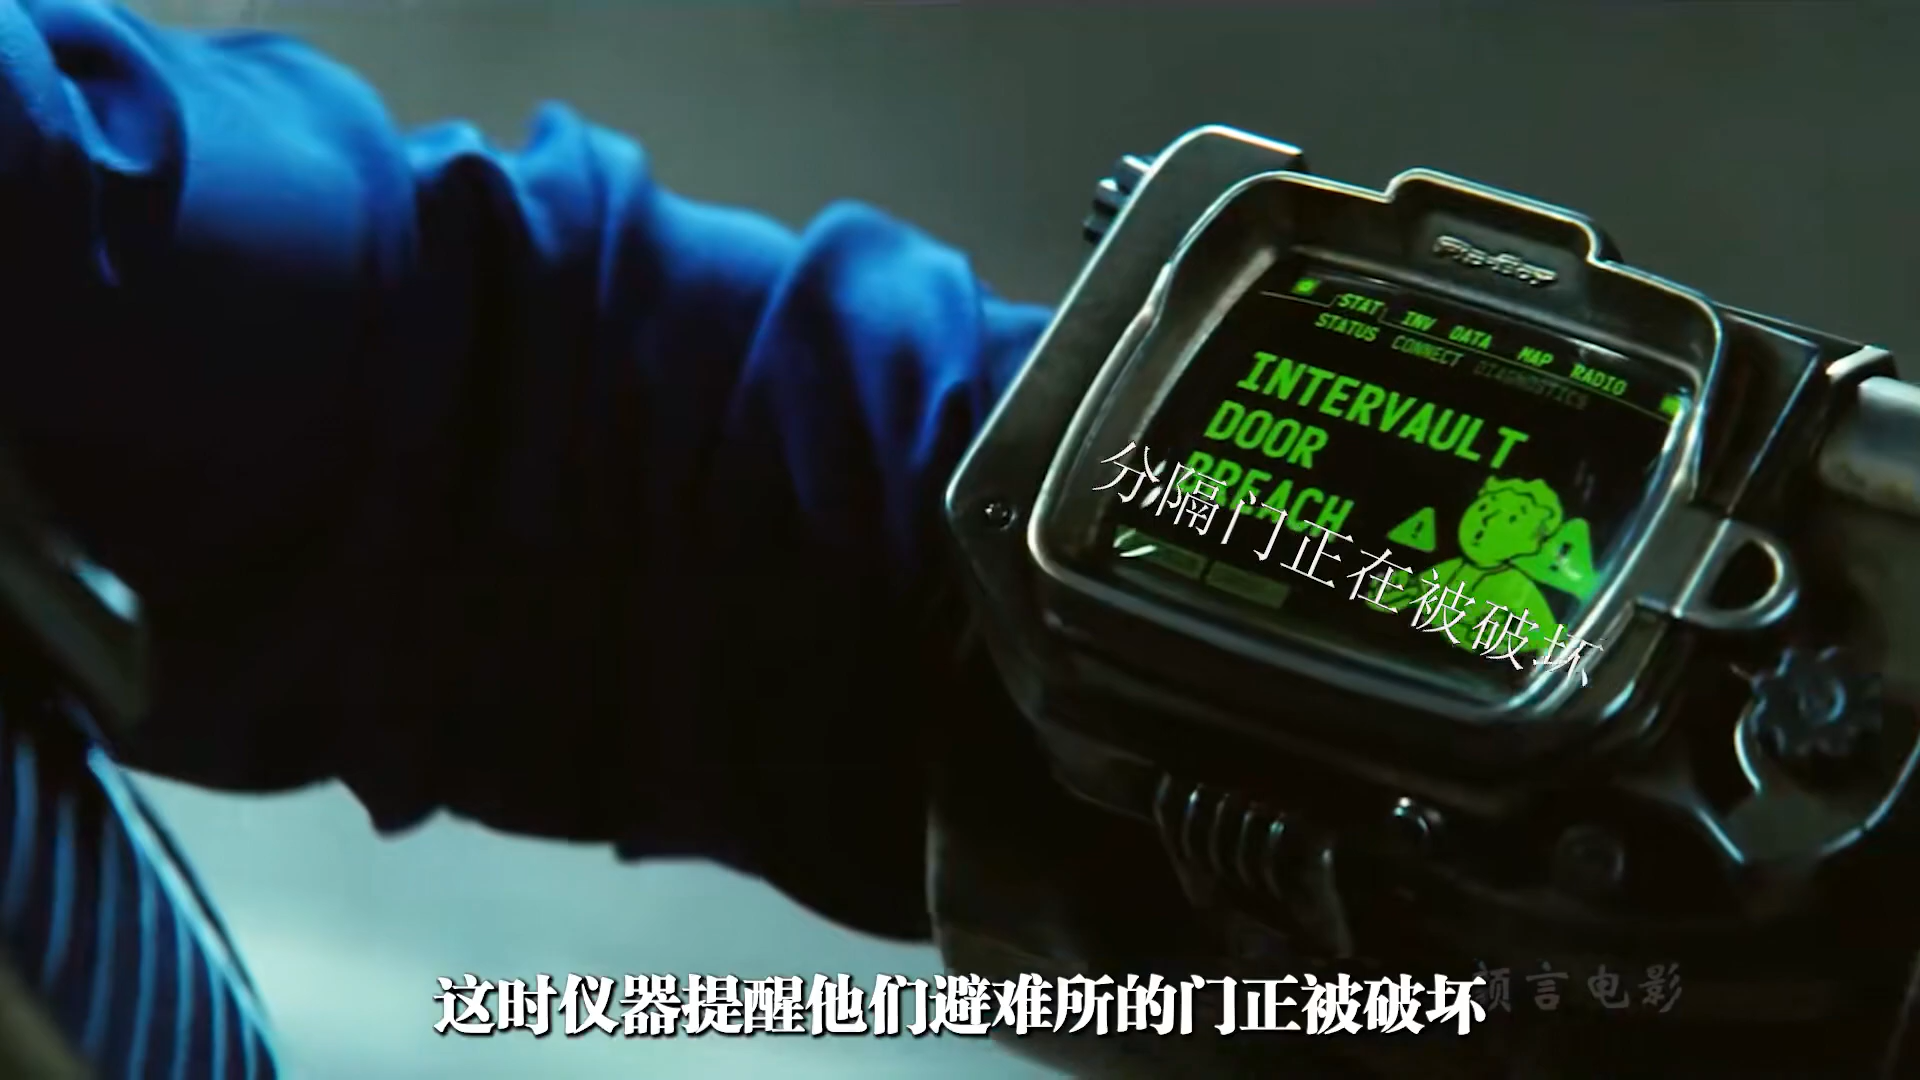 Pip-Boy
STAT INV DATA MAP RADIO
STATUS CONNECT DIAGNOSTICS
INTERVAULT
DOOR
BREACH
分隔门正在被破坏
这时仪器提醒他们避难所的门正被破坏
颜言电影